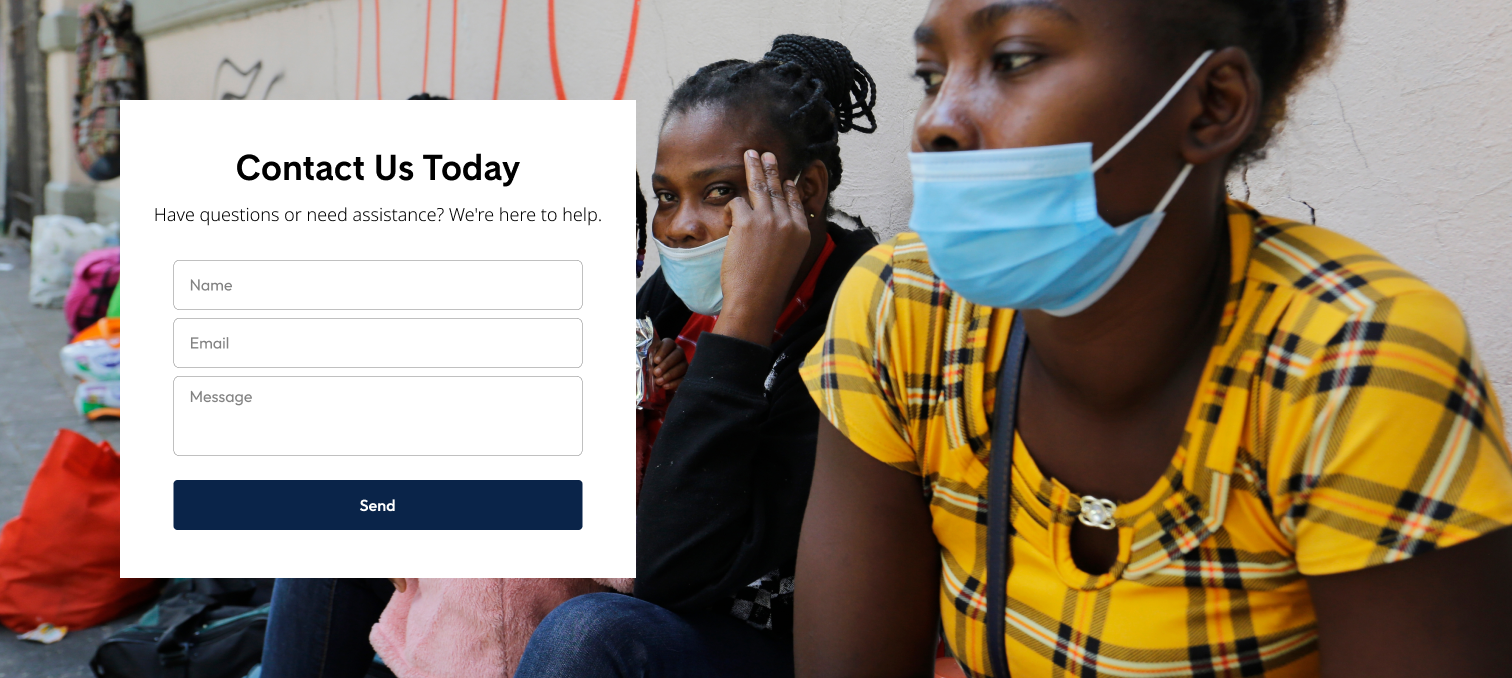 Contact Us Today
Have questions or need assistance? We're here to help.
Name
Email
Message
Send